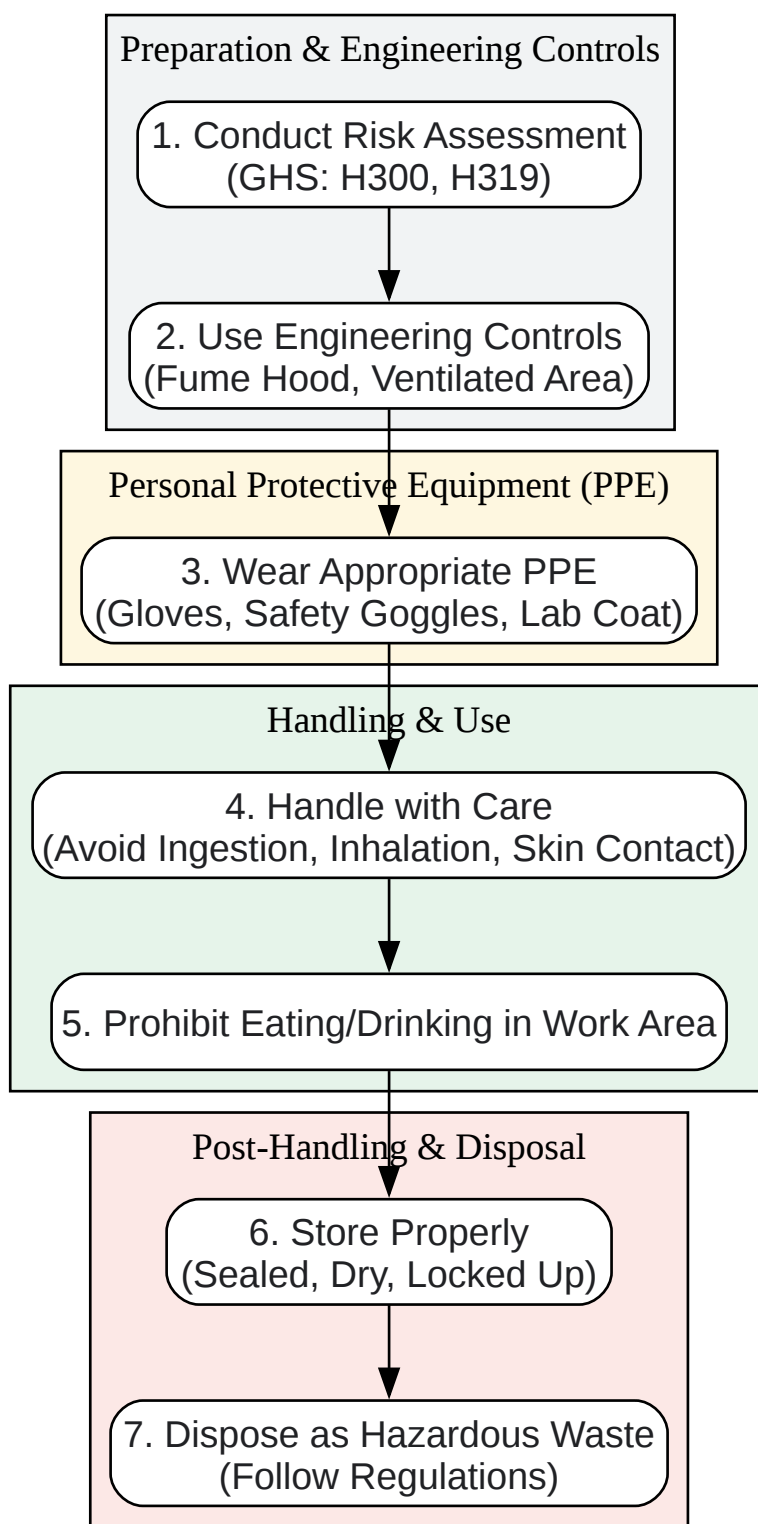 Preparation & Engineering Controls
1. Conduct Risk Assessment
(GHS: H300, H319)
2. Use Engineering Controls
(Fume Hood, Ventilated Area)
Personal Protective Equipment (PPE)
3. Wear Appropriate PPE
(Gloves, Safety Goggles, Lab Coat)
Handling & Use
4. Handle with Care
(Avoid Ingestion, Inhalation, Skin Contact)
5. Prohibit Eating/Drinking in Work Area
Post-Handling & Disposal
6. Store Properly
(Sealed, Dry, Locked Up)
7. Dispose as Hazardous Waste
(Follow Regulations)